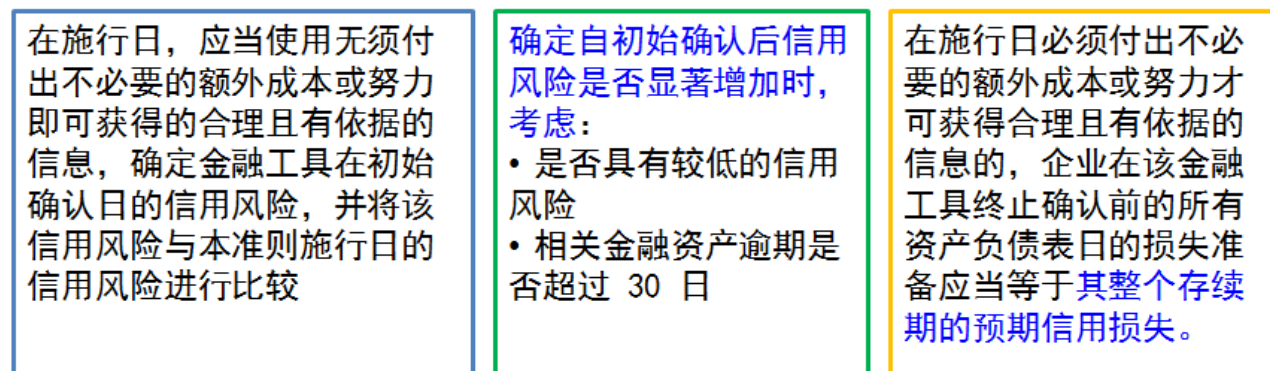 在施行日，应当使用无须付
出不必要的额外成本或努力
即可获得的合理且有依据的
信息，确定金融工具在初始
确认日的信用风险，并将该
信用风险与本准则施行日的
信用风险进行比较
确定自初始确认后信用
风险是否显著增加时，
考虑：
• 是否具有较低的信用
风险
• 相关金融资产逾期是
否超过 30 日
在施行日必须付出不必
要的额外成本或努力才
可获得合理且有依据的
信息的，企业在该金融
工具终止确认前的所有
资产负债表日的损失准
备应当等于其整个存续
期的预期信用损失。